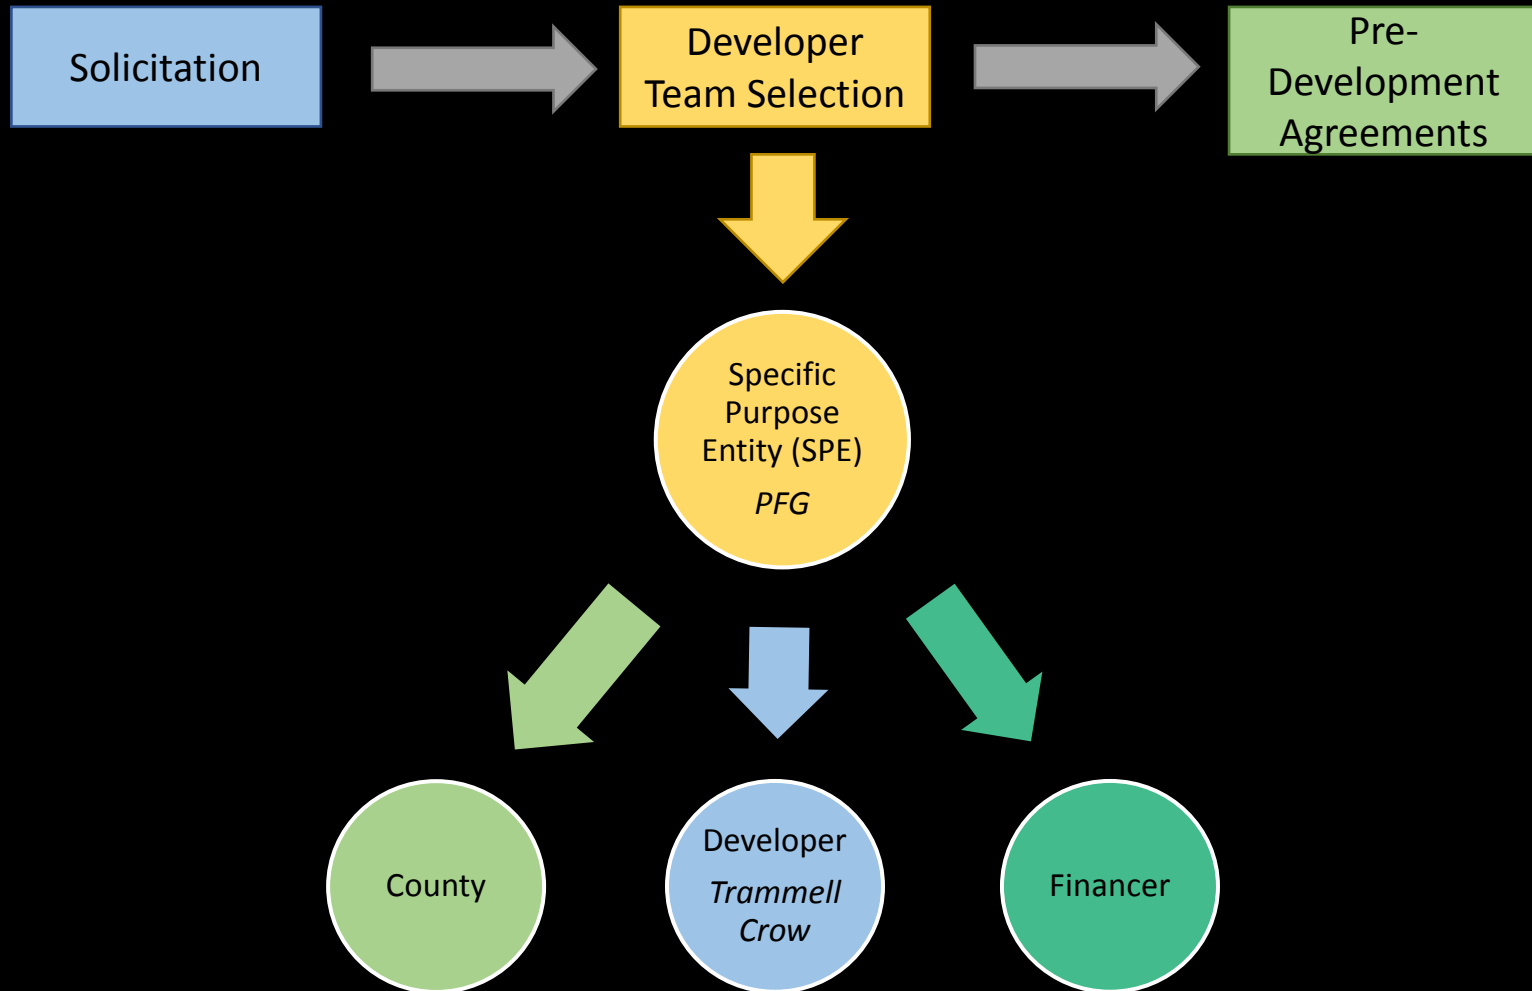 Solicitation
Developer
Team Selection
Pre-
Development
Agreements
Specific
Purpose
Entity (SPE)
PFG
County
Developer
Trammell
Crow
Financer